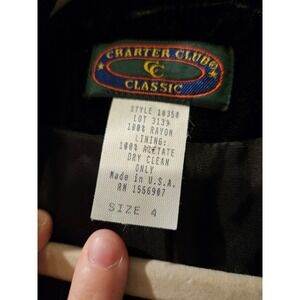 CHARTER CLUB®
CC
CLASSIC
STYLE 10350
LOT 3139
100% RAYON
LINING:
100% ACETATE
DRY CLEAN
ONLY
Made in U.S.A.
RN 1556907
SIZE 4